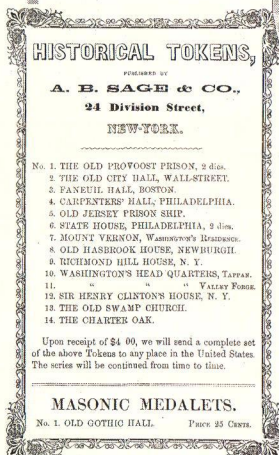 HISTORICAL TOKENS,
PUBLISHED BY
A. B. SAGE & CO.,
24 Division Street,
NEW-YORK.
No. 1. THE OLD PROVOOST PRISON, 2 dies.
2. THE OLD CITY HALL, WALL-STREET.
3. FANEUIL HALL, BOSTON.
4. CARPENTERS' HALL, PHILADELPHIA.
5. OLD JERSEY PRISON SHIP.
6. STATE HOUSE, PHILADELPHIA, 2 dies.
7. MOUNT VERNON, WASHINGTON'S RESIDENCE.
8. OLD HASBROOK HOUSE, NEWBURGH.
9. RICHMOND HILL HOUSE, N. Y.
10. WASHINGTON'S HEAD QUARTERS, TAPPAN.
11. " " " VALLEY FORGE.
12. SIR HENRY CLINTON'S HOUSE, N. Y.
13. THE OLD SWAMP CHURCH.
14. THE CHARTER OAK.
Upon receipt of $4 00, we will send a complete set
of the above Tokens to any place in the United States.
The series will be continued from time to time.
MASONIC MEDALETS.
No. 1. OLD GOTHIC HALL. PRICE 25 CENTS.